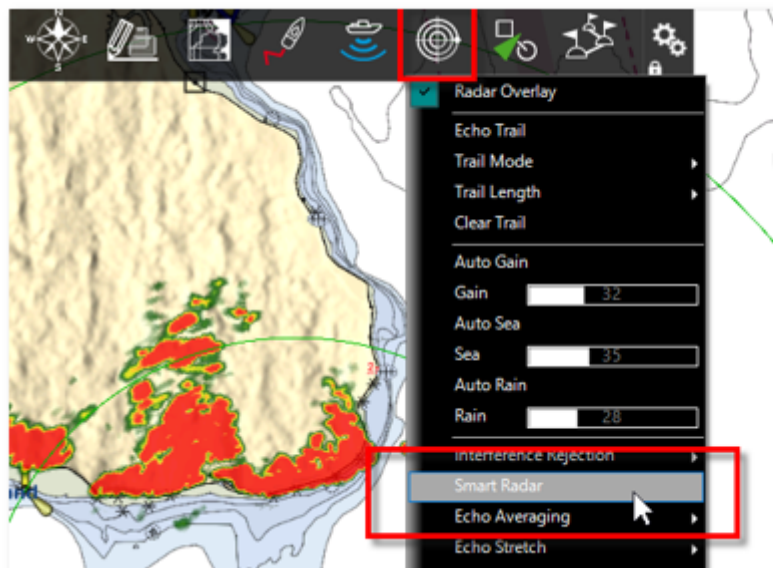 N
W
E
S
Radar Overlay
Echo Trail
Trail Mode
Trail Length
Clear Trail
Auto Gain
Gain 32
Auto Sea
Sea 35
Auto Rain
Rain 28
Interference Rejection
Smart Radar
Echo Averaging
Echo Stretch